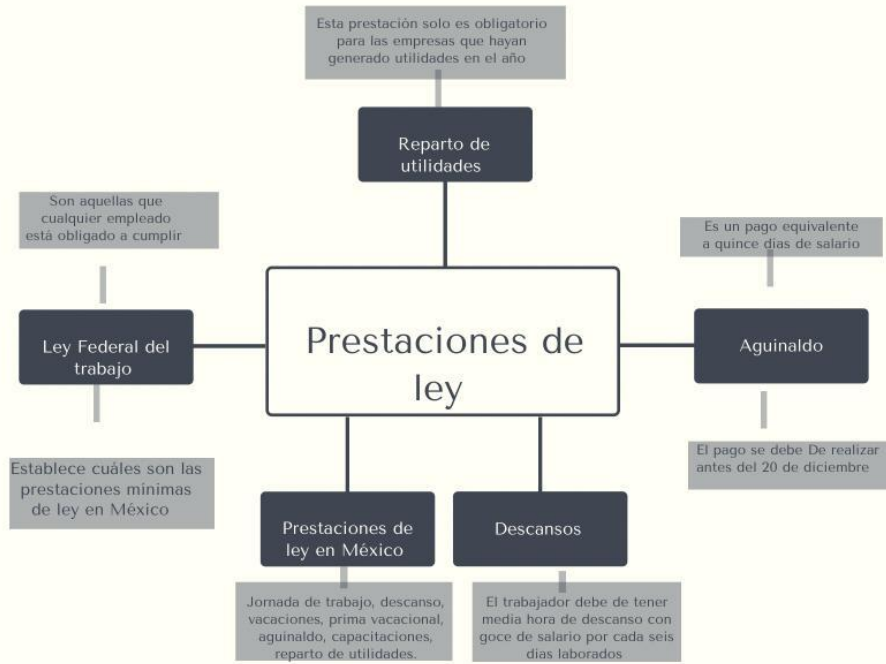 Esta prestación solo es obligatorio
para las empresas que hayan
generado utilidades en el año
Reparto de
utilidades
Son aquellas que
cualquier empleado
está obligado a cumplir
Es un pago equivalente
a quince dias de salario
Ley Federal del
trabajo
Prestaciones de
ley
Aguinaldo
Establece cuáles son las
prestaciones minimas
de ley en México
El pago se debe De realizar
antes del 20 de diciembre
Prestaciones de
ley en México
Descansos
Jornada de trabajo, descanso,
vacaciones, prima vacacional,
aguinaldo, capacitaciones,
reparto de utilidades.
El trabajador debe de tener
media hora de descanso con
goce de salario por cada seis
dias laborados